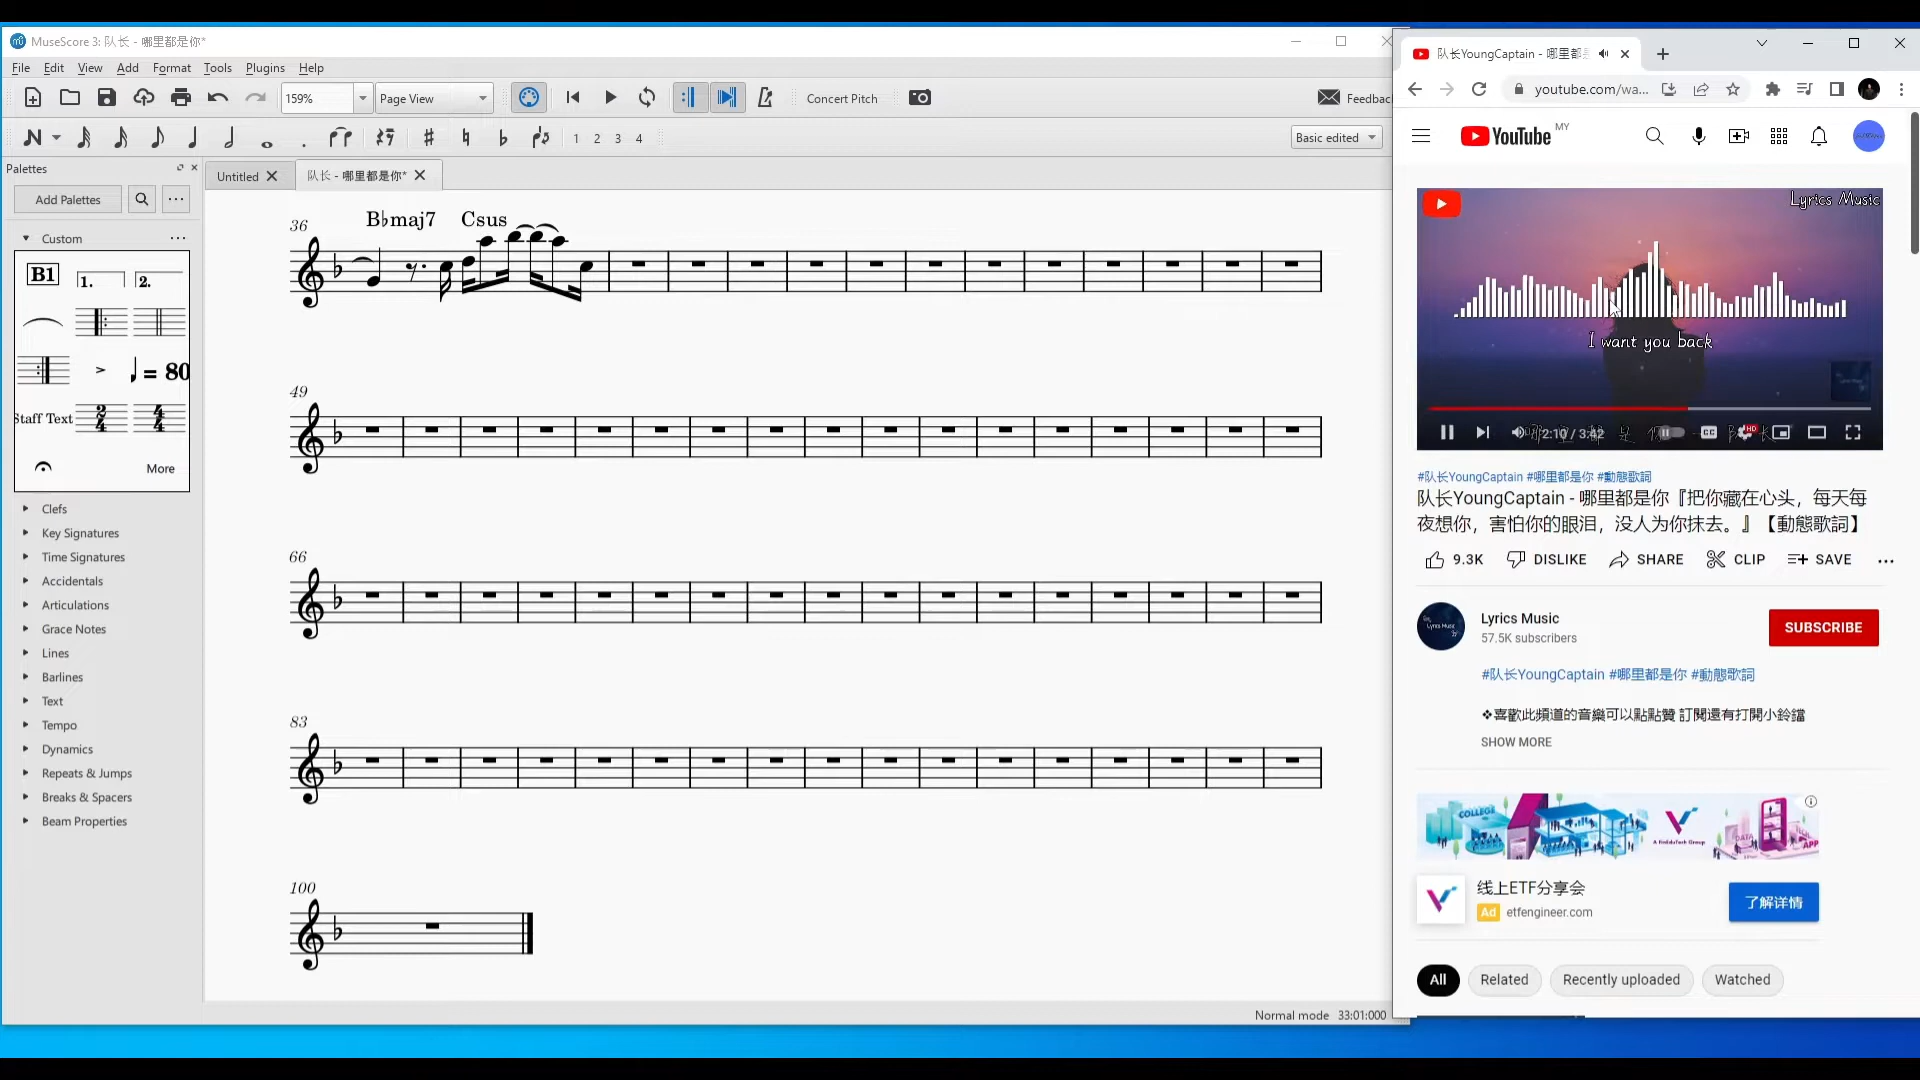 MuseScore 3: 队长 - 哪里都是你*
File Edit View Add Format Tools Plugins Help
159% Page View Concert Pitch Feedbac
1 2 3 4 Basic edited
Palettes
Untitled 队长 - 哪里都是你*
Add Palettes
Custom
B1 1. 2.
= 80
Staff Text 2 4 4 4
More
Clefs
Key Signatures
Time Signatures
Accidentals
Articulations
Grace Notes
Lines
Barlines
Text
Tempo
Dynamics
Repeats & Jumps
Breaks & Spacers
Beam Properties
36 B♭maj7 Csus
49
66
83
100
Normal mode 33:01:000
队长YoungCaptain - 哪里都是
youtube.com/wa...
YouTube MY
Lyrics Music
I want you back
2:10 / 3:42
HD
#队长YoungCaptain #哪里都是你 #動態歌詞
队长YoungCaptain - 哪里都是你『把你藏在心头，每天每
夜想你，害怕你的眼泪，没人为你抹去。』【動態歌詞】
9.3K DISLIKE SHARE CLIP SAVE
Lyrics Music
57.5K subscribers
SUBSCRIBE
#队长YoungCaptain #哪里都是你 #動態歌詞
❖喜歡此頻道的音樂可以點點贊 訂閱還有打開小鈴鐺
SHOW MORE
COLLEGE
A FinEduTech Group
DATA
APP
线上ETF分享会
Ad etfengineer.com
了解详情
All Related Recently uploaded Watched